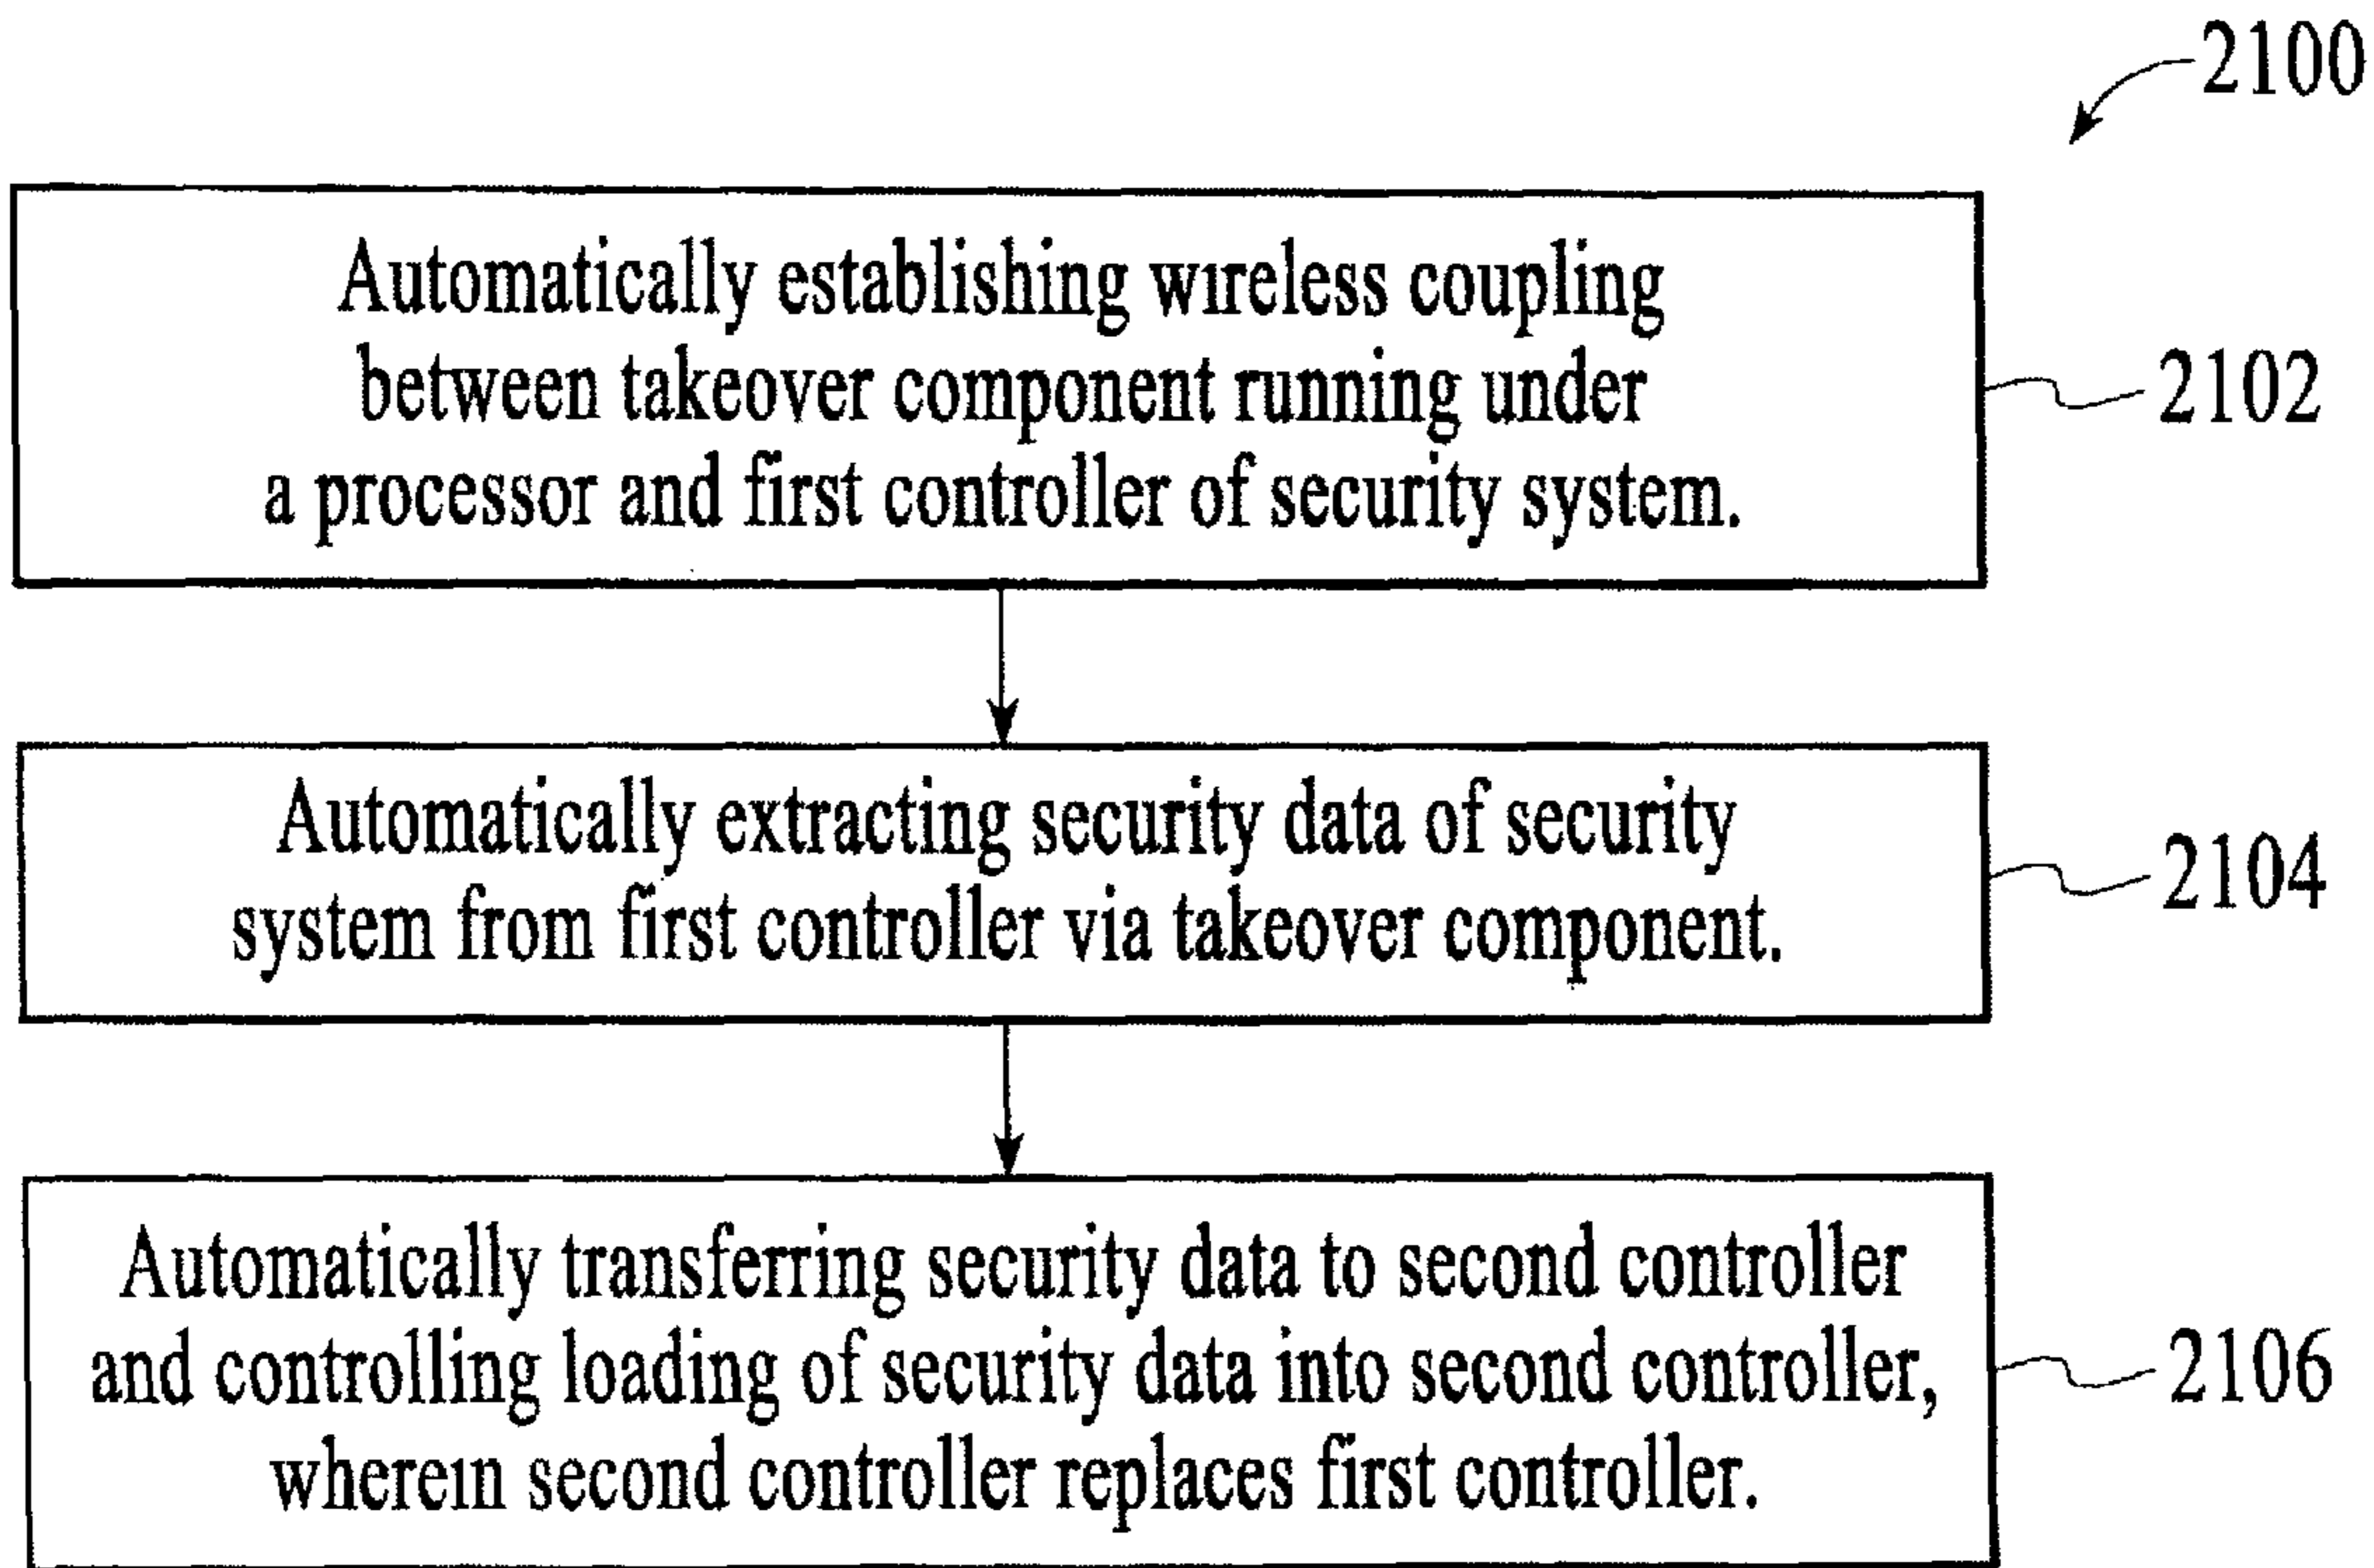 2100
Automatically establishing wireless coupling
between takeover component running under
a processor and first controller of security system.
2102
Automatically extracting security data of security
system from first controller via takeover component.
2104
Automatically transferring security data to second controller
and controlling loading of security data into second controller,
wherein second controller replaces first controller.
2106